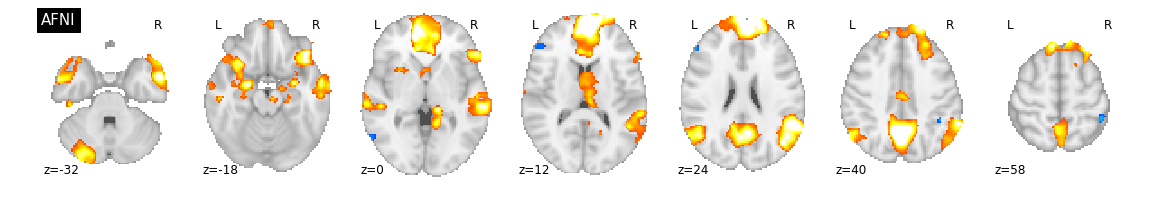 AFNI
L R L R L R L R L R L R L R
z=-32 z=-18 z=0 z=12 z=24 z=40 z=58